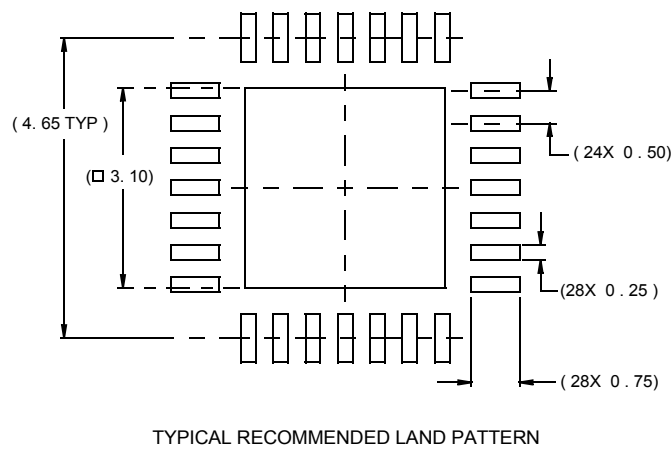 ( 4. 65 TYP )
(□ 3. 10)
( 24X 0 . 50)
(28X 0 . 25 )
( 28X 0 . 75)
TYPICAL RECOMMENDED LAND PATTERN